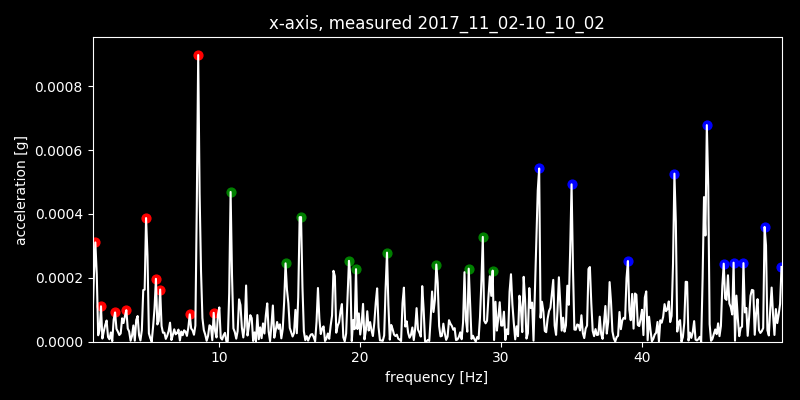 x-axis, measured 2017_11_02-10_10_02
acceleration [g]
0.0008
0.0006
0.0004
0.0002
0.0000
10 20 30 40
frequency [Hz]